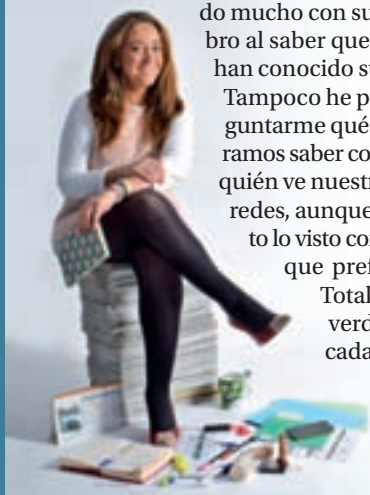 do mucho con su
bro al saber que
han conocido su
Tampoco he p
guntarme qué
ramos saber co
quién ve nuestr
redes, aunque
to lo visto con
que pref
Total
verd
cada